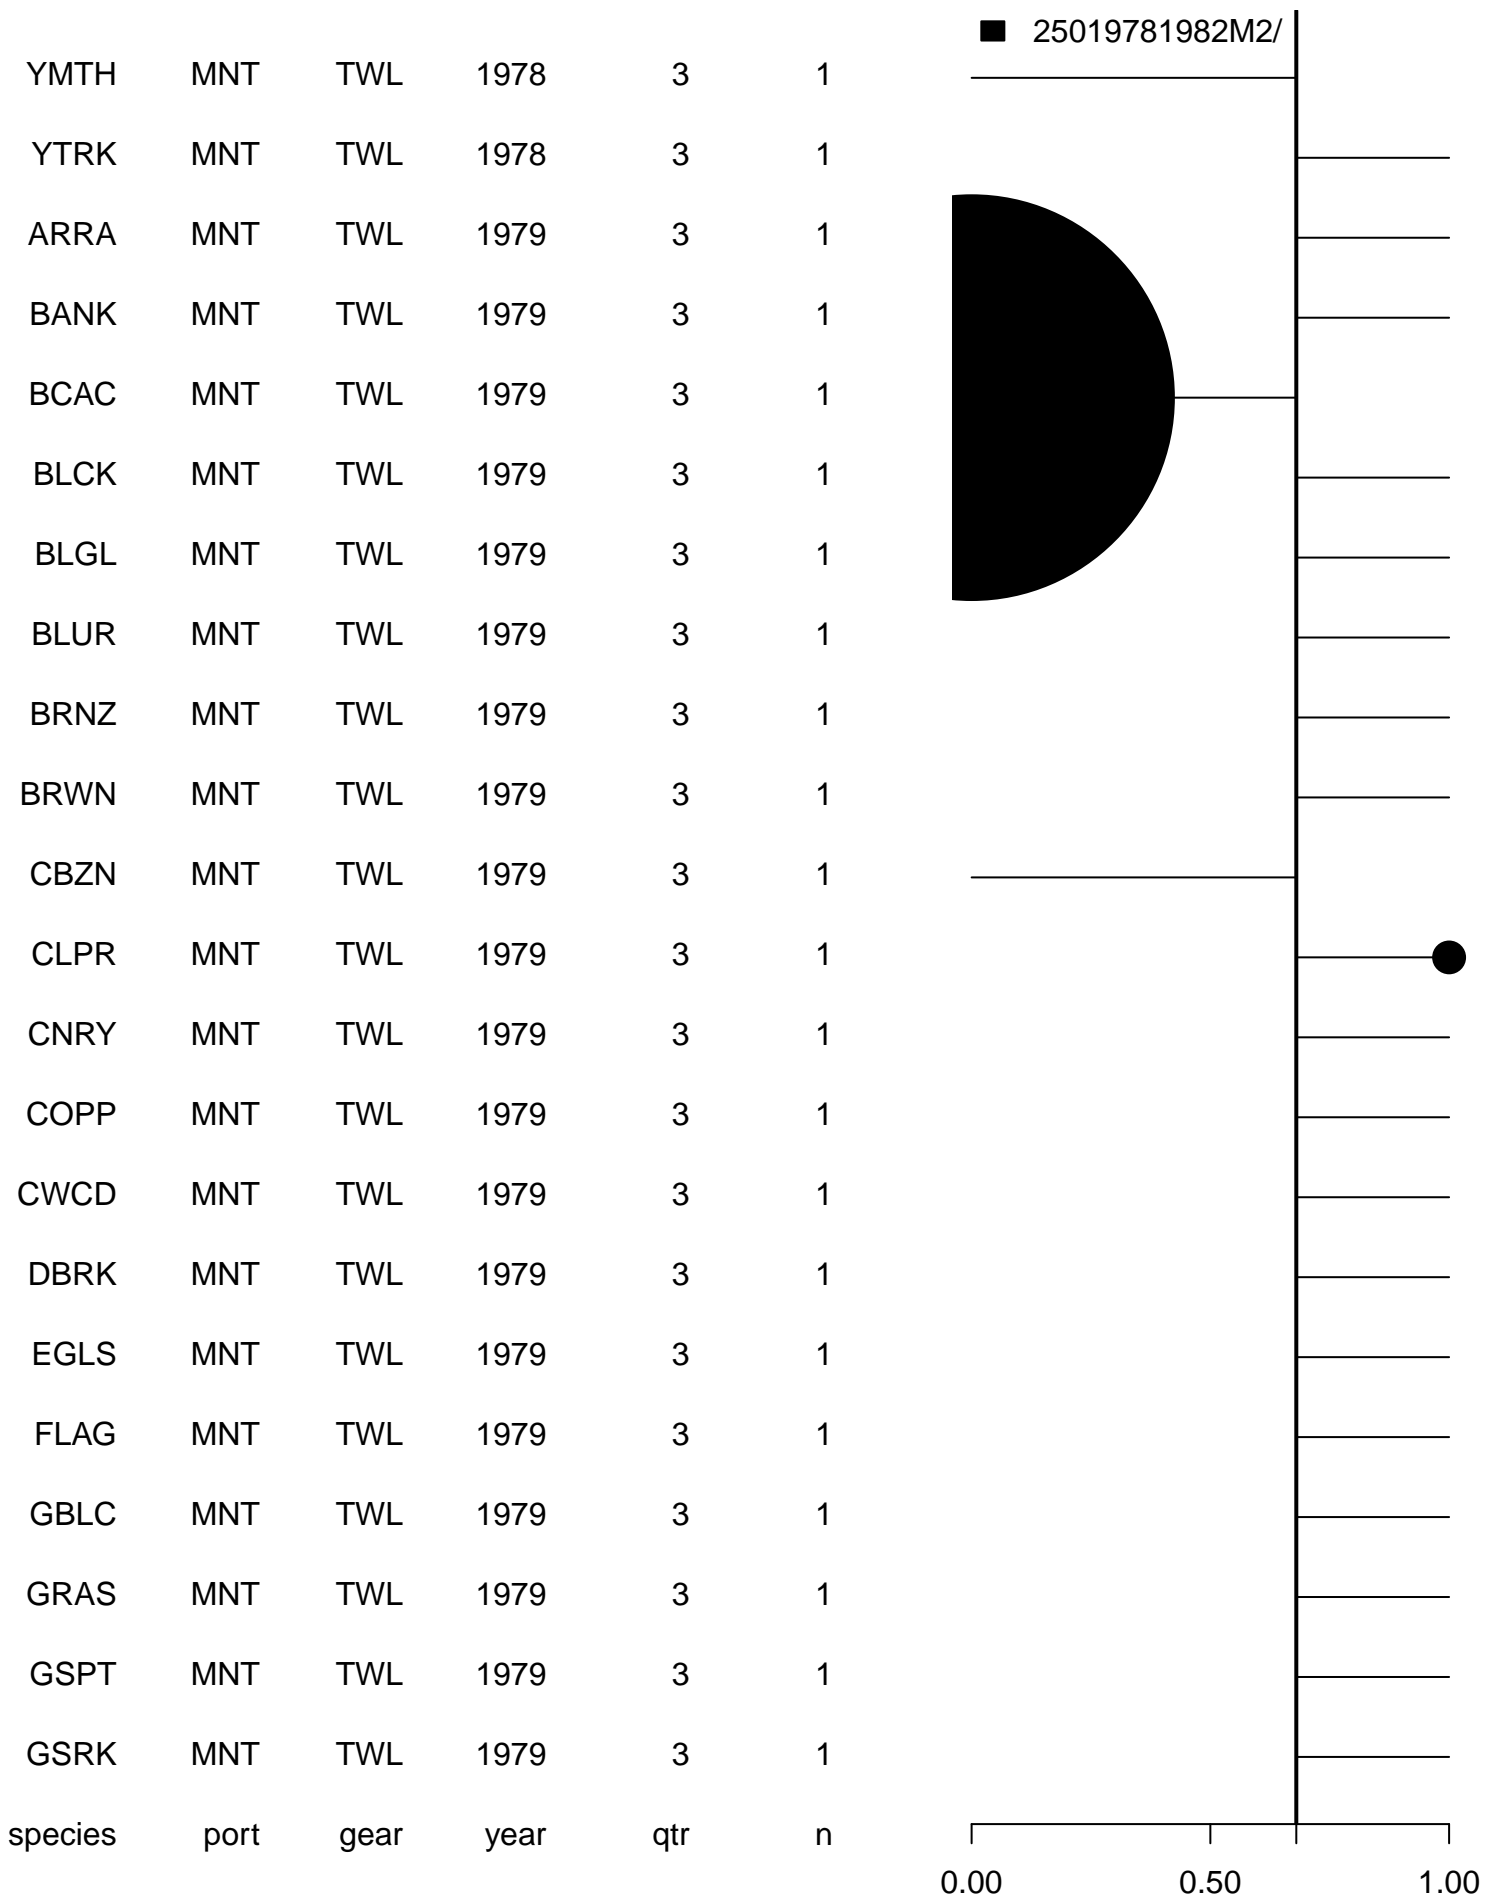 25019781982M2/
YMTH MNT TWL 1978 3 1
YTRK MNT TWL 1978 3 1
ARRA MNT TWL 1979 3 1
BANK MNT TWL 1979 3 1
BCAC MNT TWL 1979 3 1
BLCK MNT TWL 1979 3 1
BLGL MNT TWL 1979 3 1
BLUR MNT TWL 1979 3 1
BRNZ MNT TWL 1979 3 1
BRWN MNT TWL 1979 3 1
CBZN MNT TWL 1979 3 1
CLPR MNT TWL 1979 3 1
CNRY MNT TWL 1979 3 1
COPP MNT TWL 1979 3 1
CWCD MNT TWL 1979 3 1
DBRK MNT TWL 1979 3 1
EGLS MNT TWL 1979 3 1
FLAG MNT TWL 1979 3 1
GBLC MNT TWL 1979 3 1
GRAS MNT TWL 1979 3 1
GSPT MNT TWL 1979 3 1
GSRK MNT TWL 1979 3 1
species port gear year qtr n
0.00 0.50 1.00